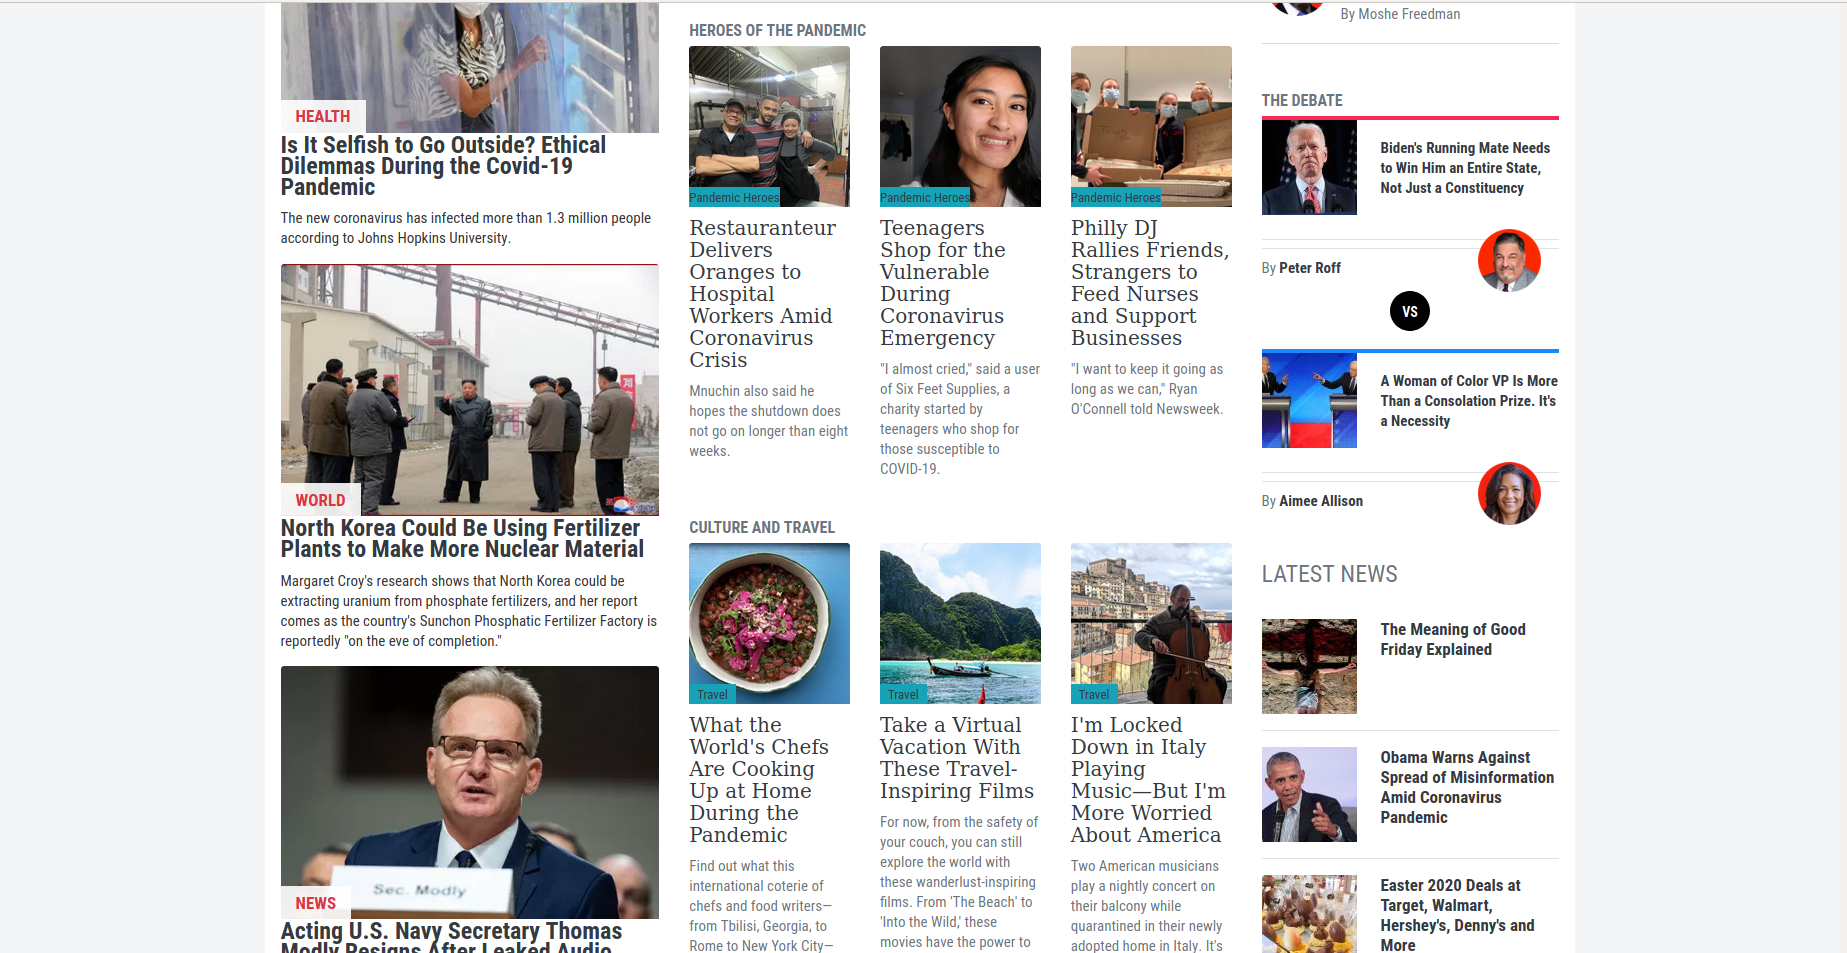 HEALTH
Is It Selfish to Go Outside? Ethical
Dilemmas During the Covid-19
Pandemic
The new coronavirus has infected more than 1.3 million people
according to Johns Hopkins University.
WORLD
North Korea Could Be Using Fertilizer
Plants to Make More Nuclear Material
Margaret Croy's research shows that North Korea could be
extracting uranium from phosphate fertilizers, and her report
comes as the country's Sunchon Phosphatic Fertilizer Factory is
reportedly "on the eve of completion."
Sec. Modly
NEWS
Acting U.S. Navy Secretary Thomas
Modly Resigns After Leaked Audio
HEROES OF THE PANDEMIC
Pandemic Heroes
Restauranteur
Delivers
Oranges to
Hospital
Workers Amid
Coronavirus
Crisis
Mnuchin also said he
hopes the shutdown does
not go on longer than eight
weeks.
Pandemic Heroes
Teenagers
Shop for the
Vulnerable
During
Coronavirus
Emergency
"I almost cried," said a user
of Six Feet Supplies, a
charity started by
teenagers who shop for
those susceptible to
COVID-19.
Pandemic Heroes
Philly DJ
Rallies Friends,
Strangers to
Feed Nurses
and Support
Businesses
"I want to keep it going as
long as we can," Ryan
O'Connell told Newsweek.
CULTURE AND TRAVEL
Travel
What the
World's Chefs
Are Cooking
Up at Home
During the
Pandemic
Find out what this
international coterie of
chefs and food writers—
from Tbilisi, Georgia, to
Rome to New York City—
Travel
Take a Virtual
Vacation With
These Travel-
Inspiring Films
For now, from the safety of
your couch, you can still
explore the world with
these wanderlust-inspiring
films. From 'The Beach' to
'Into the Wild,' these
movies have the power to
Travel
I'm Locked
Down in Italy
Playing
Music—But I'm
More Worried
About America
Two American musicians
play a nightly concert on
their balcony while
quarantined in their newly
adopted home in Italy. It's
By Moshe Freedman
THE DEBATE
Biden's Running Mate Needs
to Win Him an Entire State,
Not Just a Constituency
By Peter Roff
VS
A Woman of Color VP Is More
Than a Consolation Prize. It's
a Necessity
By Aimee Allison
LATEST NEWS
The Meaning of Good
Friday Explained
Obama Warns Against
Spread of Misinformation
Amid Coronavirus
Pandemic
Easter 2020 Deals at
Target, Walmart,
Hershey's, Denny's and
More